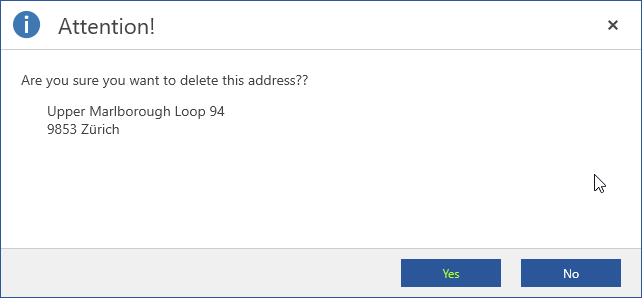 Attention!
Are you sure you want to delete this address??
Upper Marlborough Loop 94
9853 Zürich
Yes
No